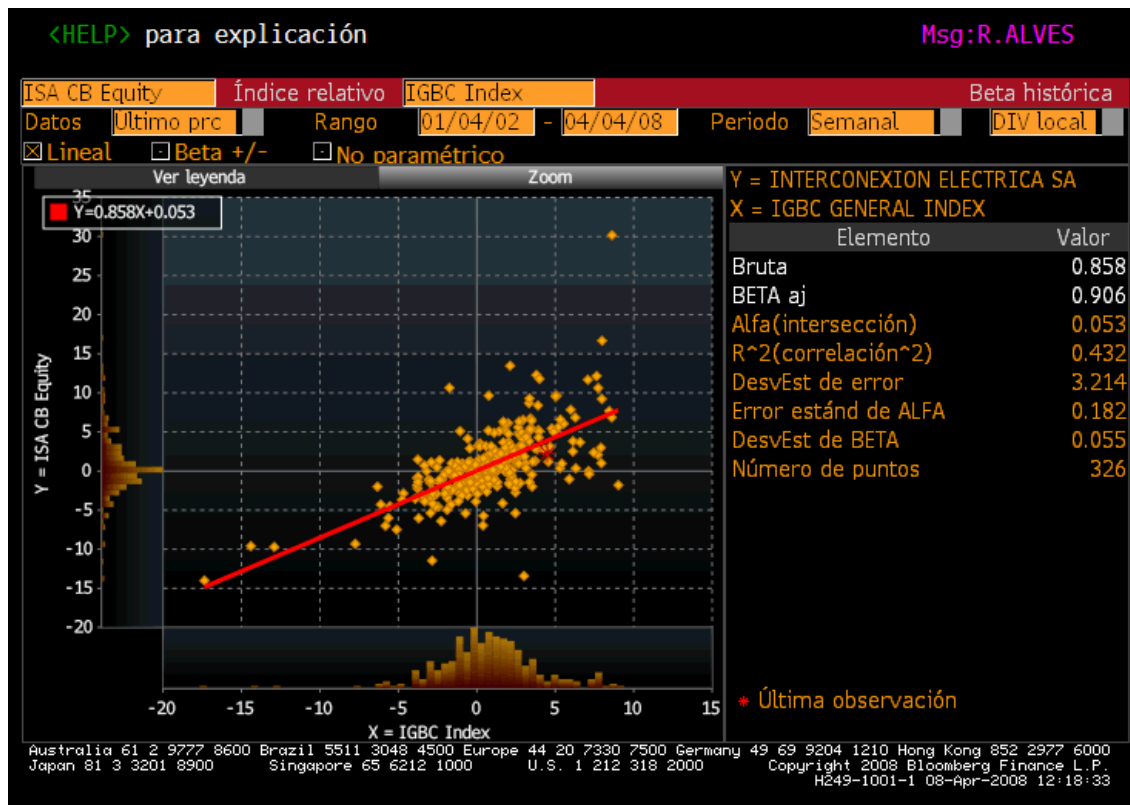 <HELP> para explicación Msg:R.ALVES
ISA CB Equity Índice relativo IGBC Index Beta histórica
Datos Último prc Rango 01/04/02 - 04/04/08 Periodo Semanal DIV local
Lineal Beta +/- No paramétrico
Ver leyenda Zoom
Y = INTERCONEXION ELECTRICA SA
X = IGBC GENERAL INDEX
Elemento Valor
Bruta 0.858
BETA aj 0.906
Alfa(intersección) 0.053
R^2(correlación^2) 0.432
DesvEst de error 3.214
Error estánd de ALFA 0.182
DesvEst de BETA 0.055
Número de puntos 326
* Última observación
35
Y=0.858X+0.053
30
25
20
15
10
5
0
-5
-10
-15
-20
Y = ISA CB Equity
-20 -15 -10 -5 0 5 10 15
X = IGBC Index
Australia 61 2 9777 8600 Brazil 5511 3048 4500 Europe 44 20 7330 7500 Germany 49 69 9204 1210 Hong Kong 852 2977 6000
Japan 81 3 3201 8900 Singapore 65 6212 1000 U.S. 1 212 318 2000 Copyright 2008 Bloomberg Finance L.P.
H249-1001-1 08-Apr-2008 12:18:33